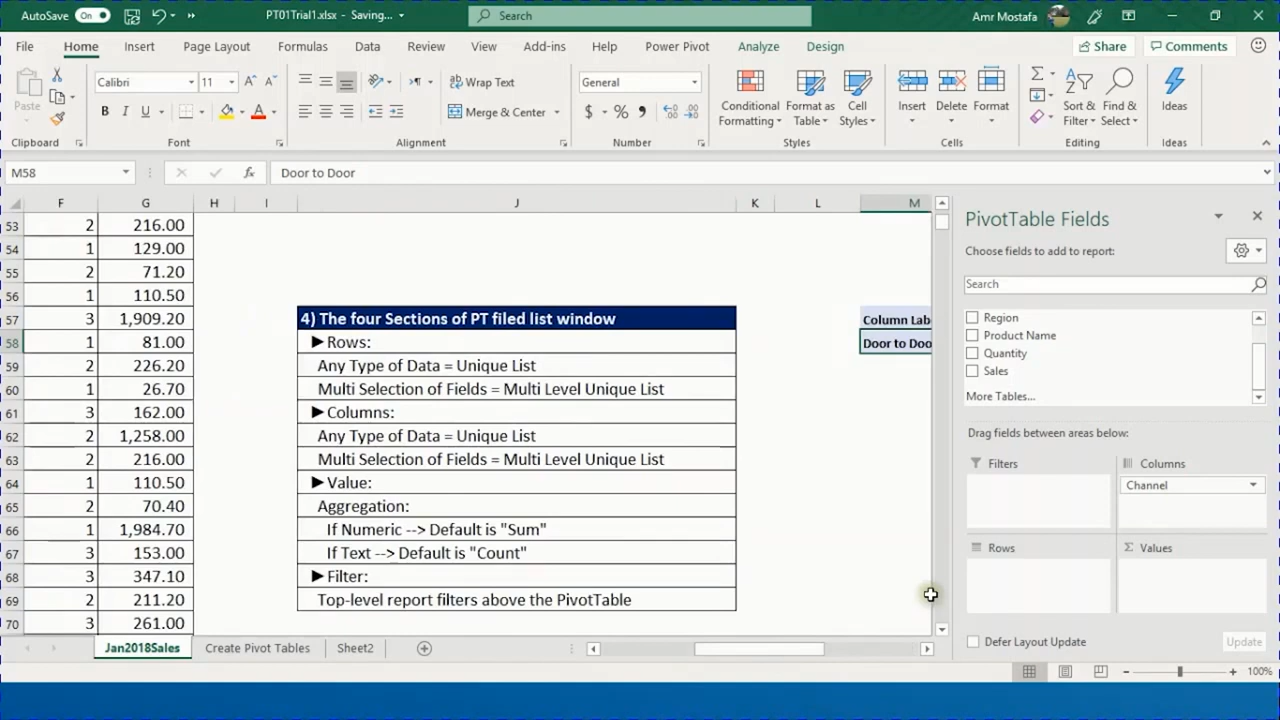 AutoSave On PT01Trial1.xlsx - Saving... Search Amr Mostafa
File Home Insert Page Layout Formulas Data Review View Add-ins Help Power Pivot Analyze Design Share Comments
Paste Calibri 11 Wrap Text General Conditional Formatting Format as Table Cell Styles Insert Delete Format Sort & Filter Find & Select Ideas
B I U Merge & Center $ %
Clipboard Font Alignment Number Styles Cells Editing Ideas
M58 fx Door to Door
F G H I J K L M
53 2 216.00
54 1 129.00
55 2 71.20
56 1 110.50
57 3 1,909.20 4) The four Sections of PT filed list window Column Lab
58 1 81.00 ►Rows: Door to Doo
59 2 226.20 Any Type of Data = Unique List
60 1 26.70 Multi Selection of Fields = Multi Level Unique List
61 3 162.00 ►Columns:
62 2 1,258.00 Any Type of Data = Unique List
63 2 216.00 Multi Selection of Fields = Multi Level Unique List
64 1 110.50 ►Value:
65 2 70.40 Aggregation:
66 1 1,984.70 If Numeric --> Default is "Sum"
67 3 153.00 If Text --> Default is "Count"
68 3 347.10 ►Filter:
69 2 211.20 Top-level report filters above the PivotTable
70 3 261.00
PivotTable Fields
Choose fields to add to report:
Search
Region
Product Name
Quantity
Sales
More Tables...
Drag fields between areas below:
Filters Columns
Channel
Rows Σ Values
Defer Layout Update Update
Jan2018Sales Create Pivot Tables Sheet2
100%